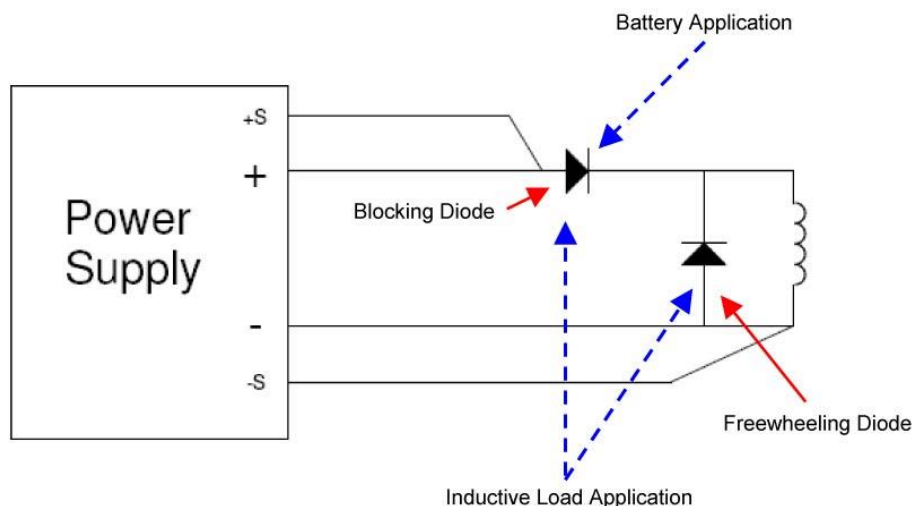 Battery Application
+S
+
Blocking Diode
Power
Supply
-
-S
Freewheeling Diode
Inductive Load Application